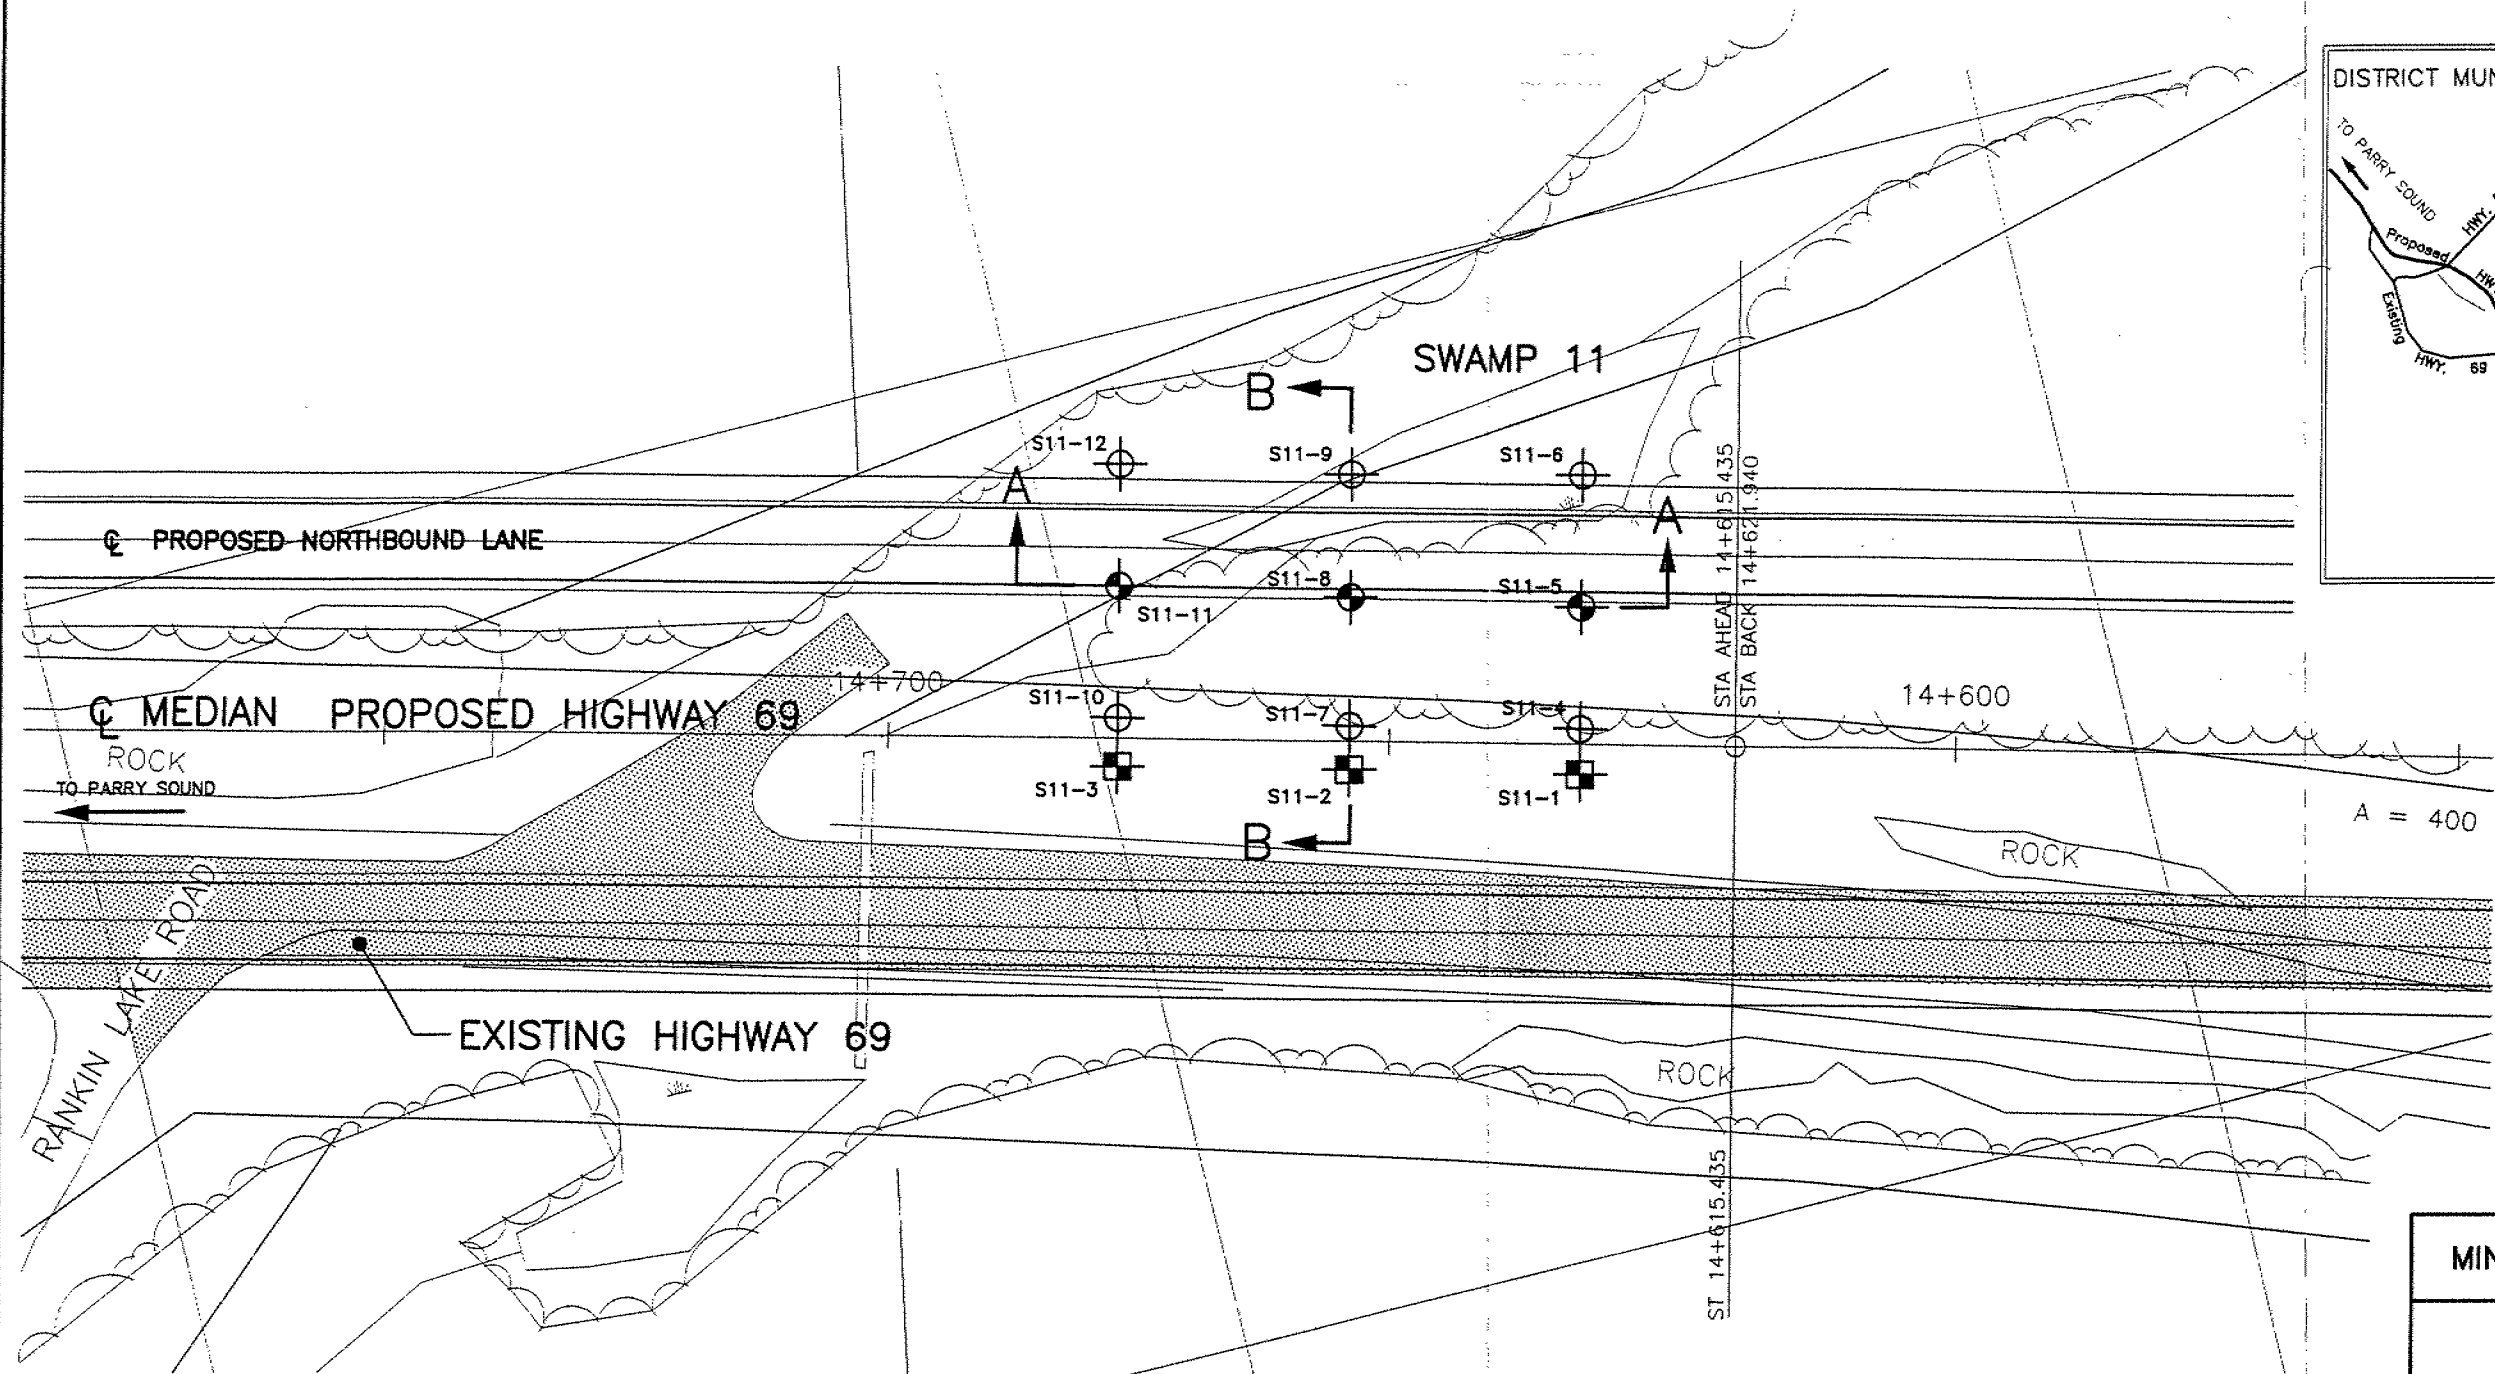 DISTRICT MUN
TO PARRY SOUND
HWY.
Proposed
HW
Existing
HWY. 69
SWAMP 11
B
S11-12
S11-9
S11-6
A
A
STA AHEAD 14+615.435
STA BACK 14+621.940
℄ PROPOSED NORTHBOUND LANE
S11-8
S11-5
S11-11
14+700
S11-10
S11-7
S11-4
14+600
℄ MEDIAN PROPOSED HIGHWAY 69
ROCK
TO PARRY SOUND
S11-3
S11-2
S11-1
A = 400
B
ROCK
RANKIN LAKE ROAD
EXISTING HIGHWAY 69
ROCK
ST 14+615.435
MIN